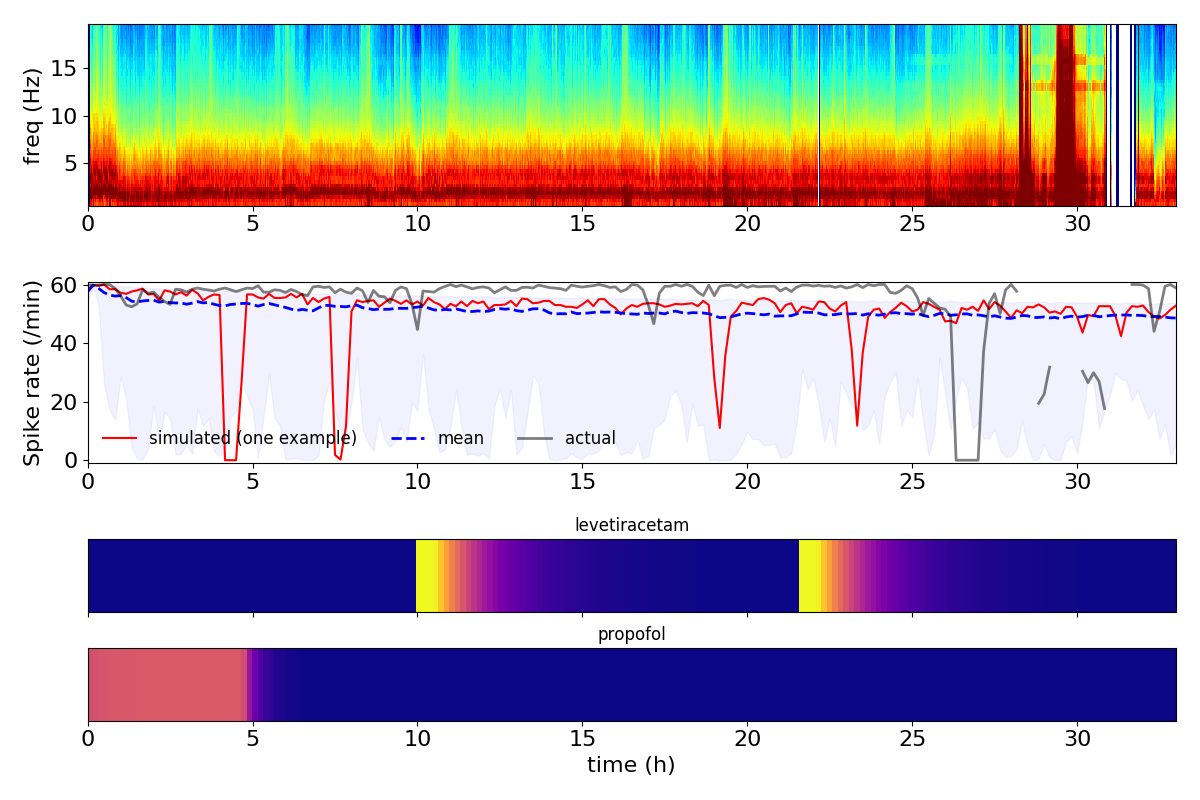 freq (Hz)
15
10
5
0 5 10 15 20 25 30
Spike rate (/min)
60
40
20
0
simulated (one example) mean actual
0 5 10 15 20 25 30
levetiracetam
propofol
0 5 10 15 20 25 30
time (h)